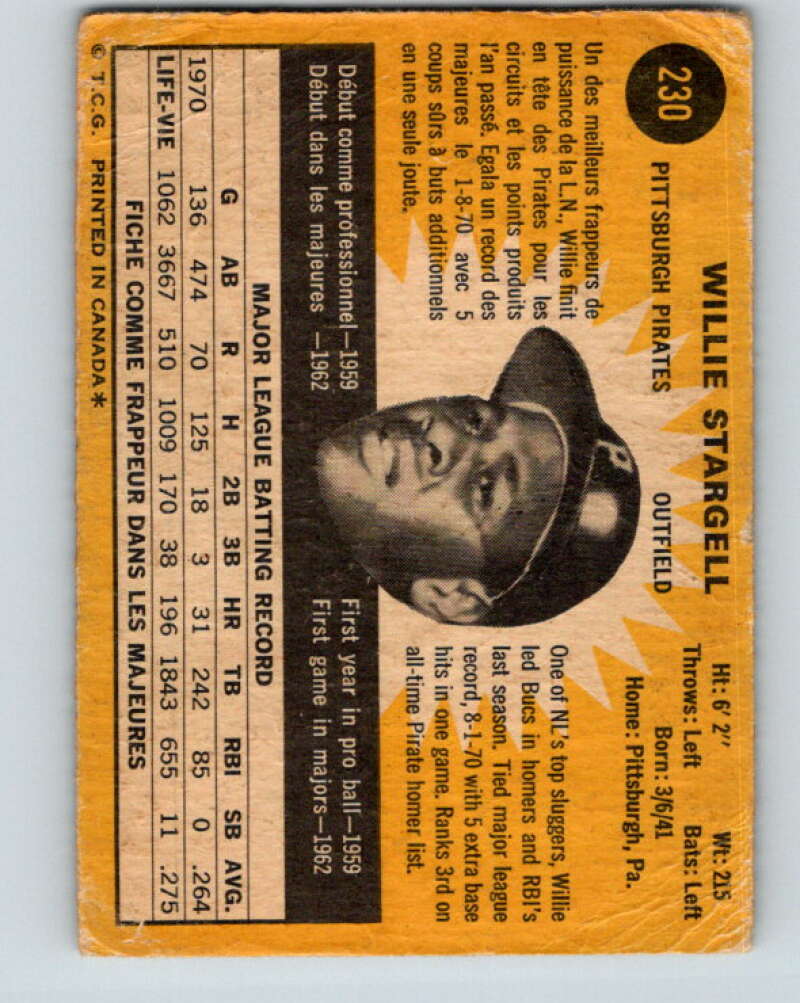 230
WILLIE STARGELL
PITTSBURGH PIRATES
OUTFIELD
Ht: 6' 2" Wt: 215
Throws: Left Bats: Left
Born: 3/6/41
Home: Pittsburgh, Pa.
Un des meilleurs frappeurs de
puissance de la L.N., Willie finit
en tête des Pirates pour les
circuits et les points produits
l'an passé. Egala un record des
majeures le 1-8-70 avec 5
coups sûrs à buts additionnels
en une seule joute.
P
One of NL's top sluggers, Willie
led Bucs in homers and RBI's
last season. Tied major league
record, 8-1-70 with 5 extra base
hits in one game. Ranks 3rd on
all-time Pirate homer list.
Début comme professionnel—1959
Début dans les majeures —1962
First year in pro ball—1959
First game in majors—1962
MAJOR LEAGUE BATTING RECORD
G AB R H 2B 3B HR TB RBI SB AVG.
1970 136 474 70 125 18 3 31 242 85 0 .264
LIFE-VIE 1062 3667 510 1009 170 38 196 1843 655 11 .275
FICHE COMME FRAPPEUR DANS LES MAJEURES
© T.C.G. PRINTED IN CANADA *